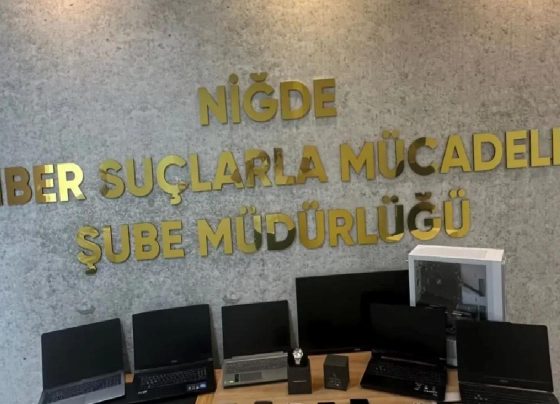 NİĞDE
İBER SUÇLARLA MÜCADELE
ŞUBE MÜDÜRLÜĞÜ